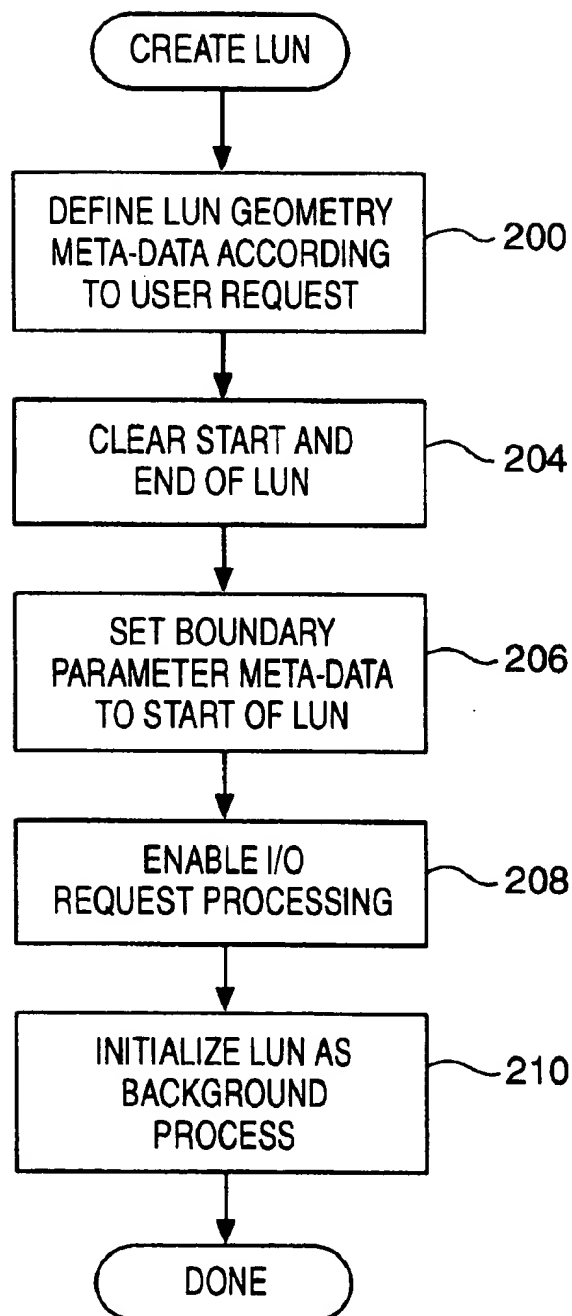 CREATE LUN
DEFINE LUN GEOMETRY
META-DATA ACCORDING
TO USER REQUEST
200
CLEAR START AND
END OF LUN
204
SET BOUNDARY
PARAMETER META-DATA
TO START OF LUN
206
ENABLE I/O
REQUEST PROCESSING
208
INITIALIZE LUN AS
BACKGROUND
PROCESS
210
DONE